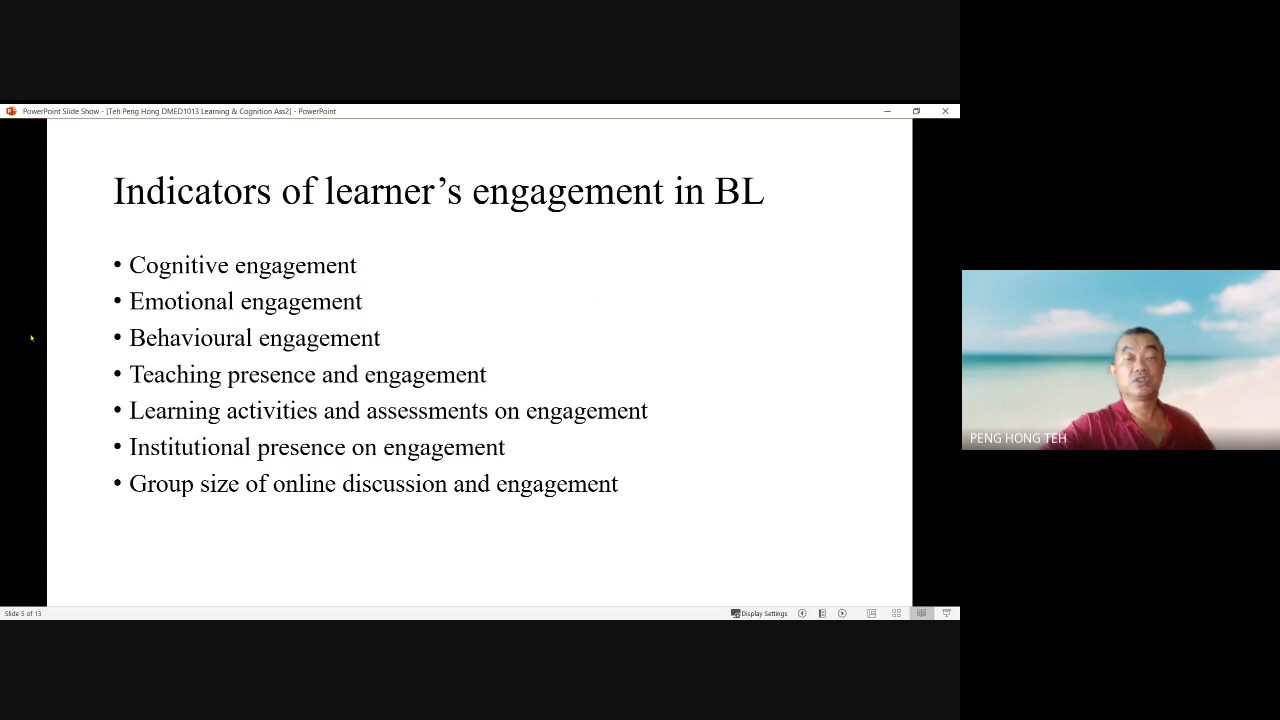 PowerPoint Slide Show - [Teh Peng Hong DMED1013 Learning & Cognition Ass2] - PowerPoint
Indicators of learner’s engagement in BL
• Cognitive engagement
• Emotional engagement
• Behavioural engagement
• Teaching presence and engagement
• Learning activities and assessments on engagement
• Institutional presence on engagement
• Group size of online discussion and engagement
PENG HONG TEH
Slide 5 of 13
Display Settings